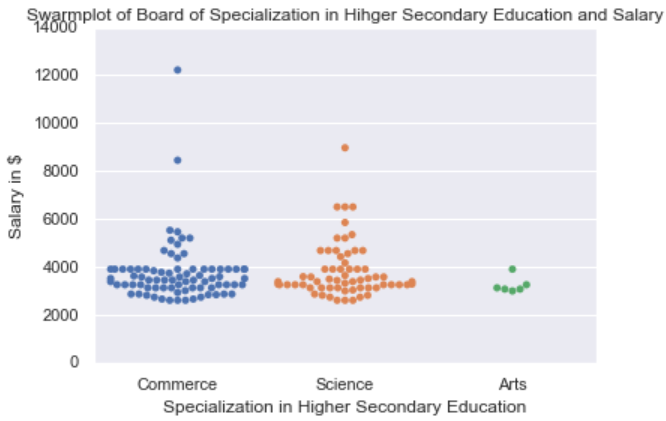 Swarmplot of Board of Specialization in Hihger Secondary Education and Salary
14000
12000
10000
8000
6000
4000
2000
0
Salary in $
Commerce Science Arts
Specialization in Higher Secondary Education